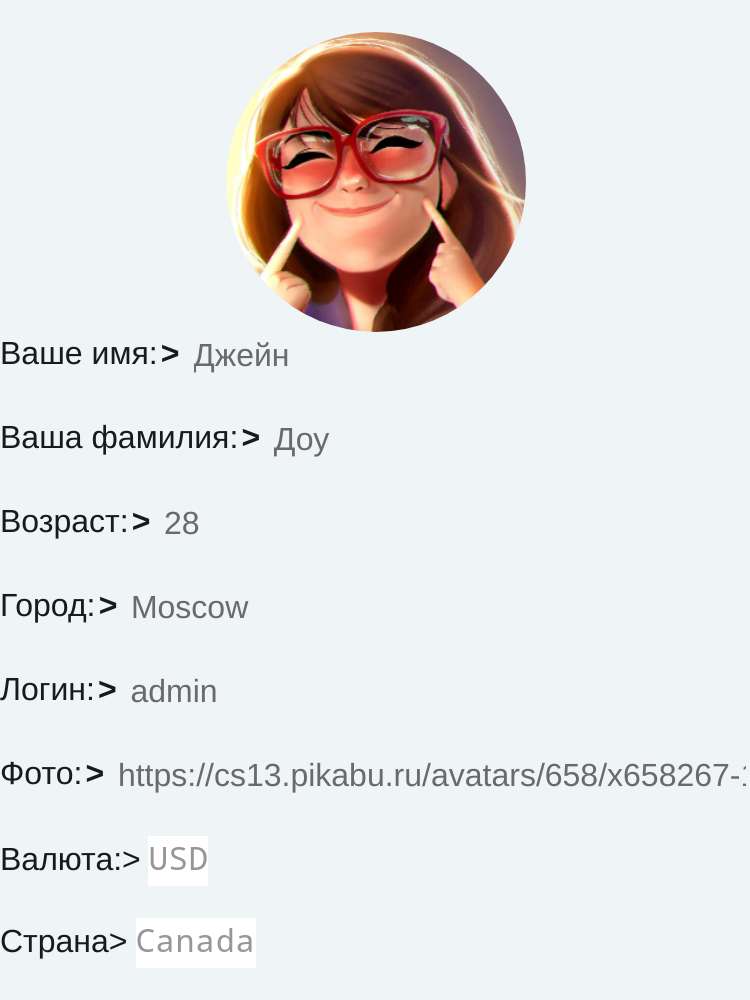 Ваше имя:> Джейн
Ваша фамилия:> Доу
Возраст:> 28
Город:> Moscow
Логин:> admin
Фото:> https://cs13.pikabu.ru/avatars/658/x658267-
Валюта:> USD
Страна> Canada